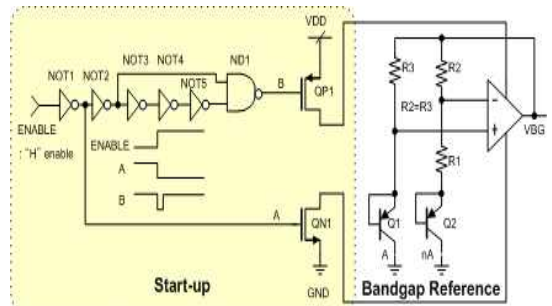 VDD
NOT3 NOT4 ND1
NOT1 NOT2
NOT5
B
QP1
R3
R2
R2=R3
-
+
VBG
R1
ENABLE
: "H" enable
ENABLE
A
B
A
QN1
Q1
Q2
A
nA
GND
Start-up
Bandgap Reference